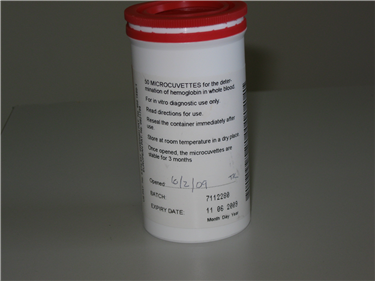 50 MICROCUVETTES for the deter-
mination of hemoglobin in whole blood.
For in vitro diagnostic use only.
Read directions for use.
Reseal the container immediately after
use.
Store at room temperature in a dry place.
Once opened, the microcuvettes are
stable for 3 months
Opened: 6/2/09
BATCH: 7112280
EXPIRY DATE: 11 06 2009
Month Day Year